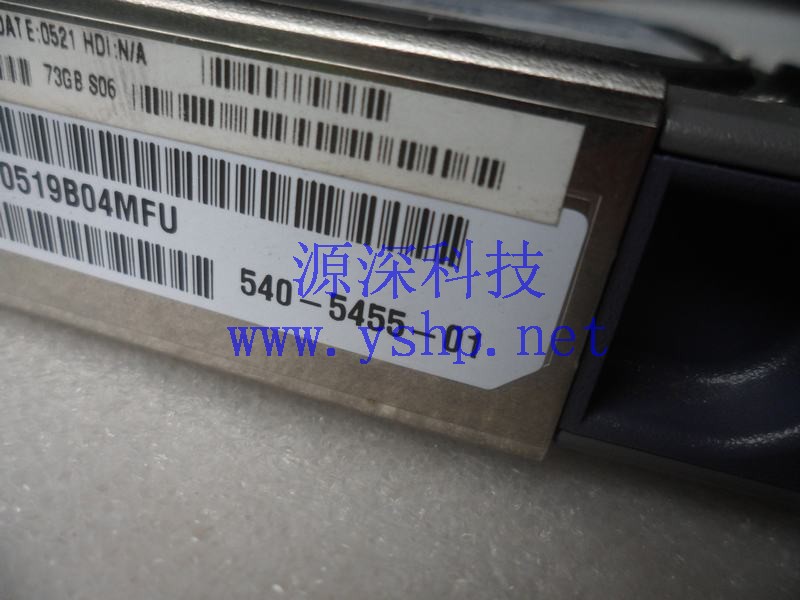 DATE:0521 HDI:N/A
73GB S06
0519B04MFU
540-5455-01
源深科技
www.yshp.net